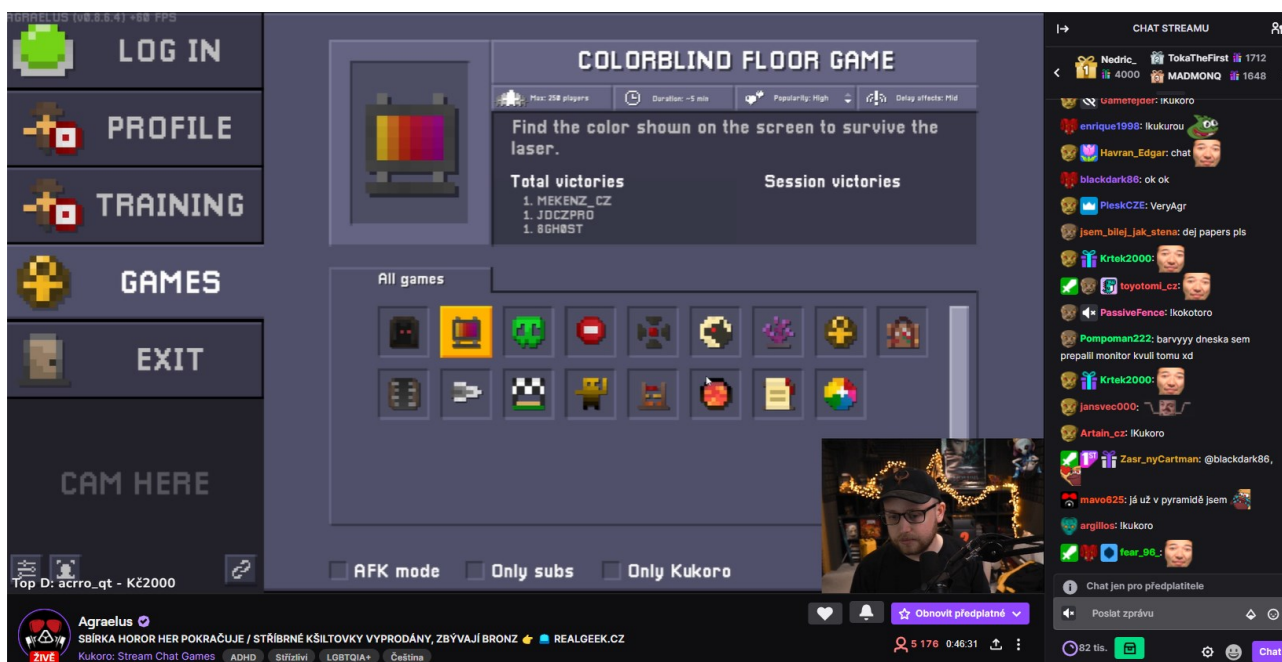 AGRAELUS (v0.8.6.4) +60 FPS
LOG IN
PROFILE
TRAINING
GAMES
EXIT
CAM HERE
Top D: acrro_qt - Kč2000
COLORBLIND FLOOR GAME
Max: 250 players
Duration: ~5 min
Popularity: High
Delay affects: Mid
Find the color shown on the screen to survive the
laser.
Total victories
Session victories
1. MEKENZ_CZ
1. JDCZPRO
1. 8GH0ST
All games
AFK mode
Only subs
Only Kukoro
Agraelus
SBÍRKA HOROR HER POKRAČUJE / STŘÍBRNÉ KŠILTOVKY VYPRODÁNY, ZBÝVAJÍ BRONZ 👉 REALGEEK.CZ
Kukoro: Stream Chat Games
ADHD
Střízliví
LGBTQIA+
Čeština
ŽIVĚ
Obnovit předplatné
5 176
0:46:31
CHAT STREAMU
1
Nedric_
4000
TokaTheFirst 1712
MADMONQ 1648
Gamefejder: !Kukoro
enrique1998: !kukurou
Havran_Edgar: chat
blackdark86: ok ok
PleskCZE: VeryAgr
jsem_bilej_jak_stena: dej papers pls
Krtek2000:
toyotomi_cz:
PassiveFence: !kokotoro
Pompoman222: barvyyy dneska sem
prepalil monitor kvuli tomu xd
Krtek2000:
jansvec000:
Artain_cz: !Kukoro
1ST
Zasr_nyCartman: @blackdark86,
mavo625: já už v pyramidě jsem
argillos: !kukoro
fear_96_:
Chat jen pro předplatitele
Poslat zprávu
82 tis.
Chat